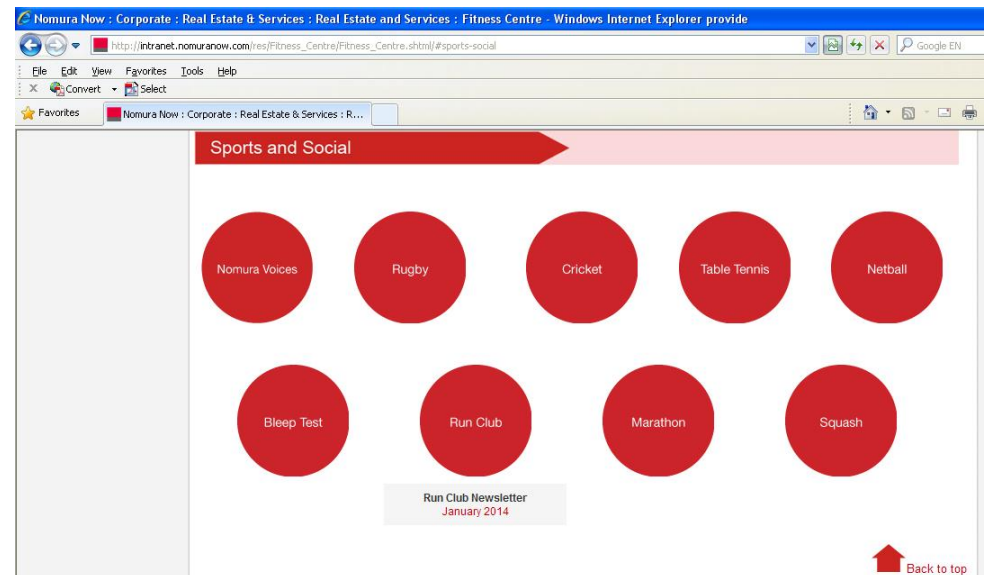 Nomura Now : Corporate : Real Estate & Services : Real Estate and Services : Fitness Centre - Windows Internet Explorer provide
http://intranet.nomuranow.com/res/Fitness_Centre/Fitness_Centre.shtml/#sports-social
Google EN
File Edit View Favorites Tools Help
X Convert Select
Favorites Nomura Now : Corporate : Real Estate & Services : R...
Sports and Social
Nomura Voices Rugby Cricket Table Tennis Netball
Bleep Test Run Club Marathon Squash
Run Club Newsletter
January 2014
Back to top